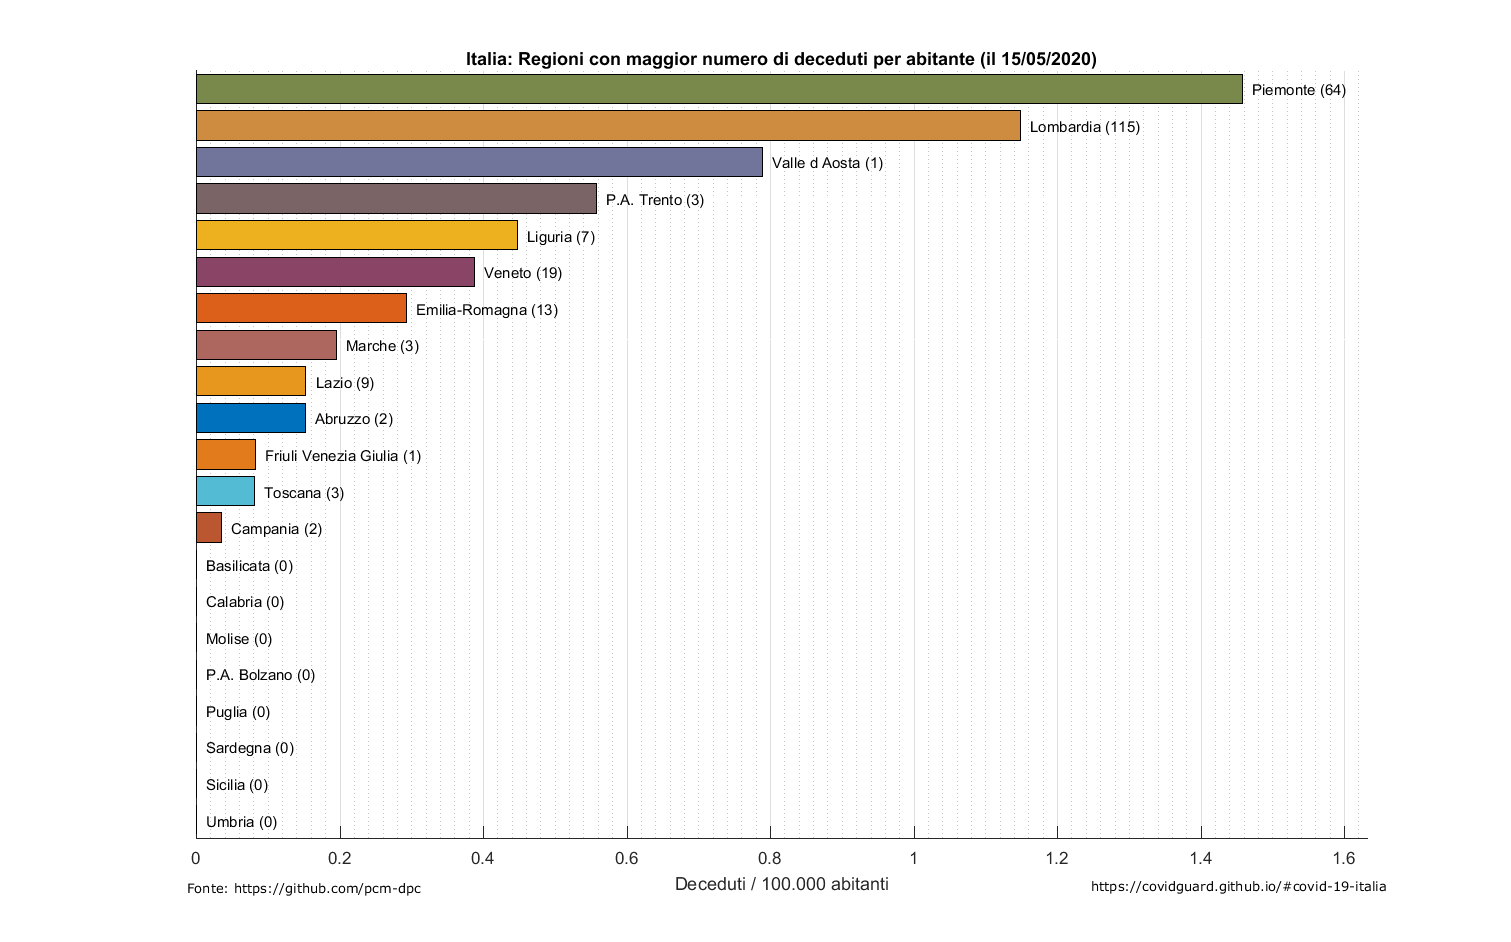 Italia: Regioni con maggior numero di deceduti per abitante (il 15/05/2020)
Piemonte (64)
Lombardia (115)
Valle d Aosta (1)
P.A. Trento (3)
Liguria (7)
Veneto (19)
Emilia-Romagna (13)
Marche (3)
Lazio (9)
Abruzzo (2)
Friuli Venezia Giulia (1)
Toscana (3)
Campania (2)
Basilicata (0)
Calabria (0)
Molise (0)
P.A. Bolzano (0)
Puglia (0)
Sardegna (0)
Sicilia (0)
Umbria (0)
0 0.2 0.4 0.6 0.8 1 1.2 1.4 1.6
Deceduti / 100.000 abitanti
Fonte: https://github.com/pcm-dpc
https://covidguard.github.io/#covid-19-italia